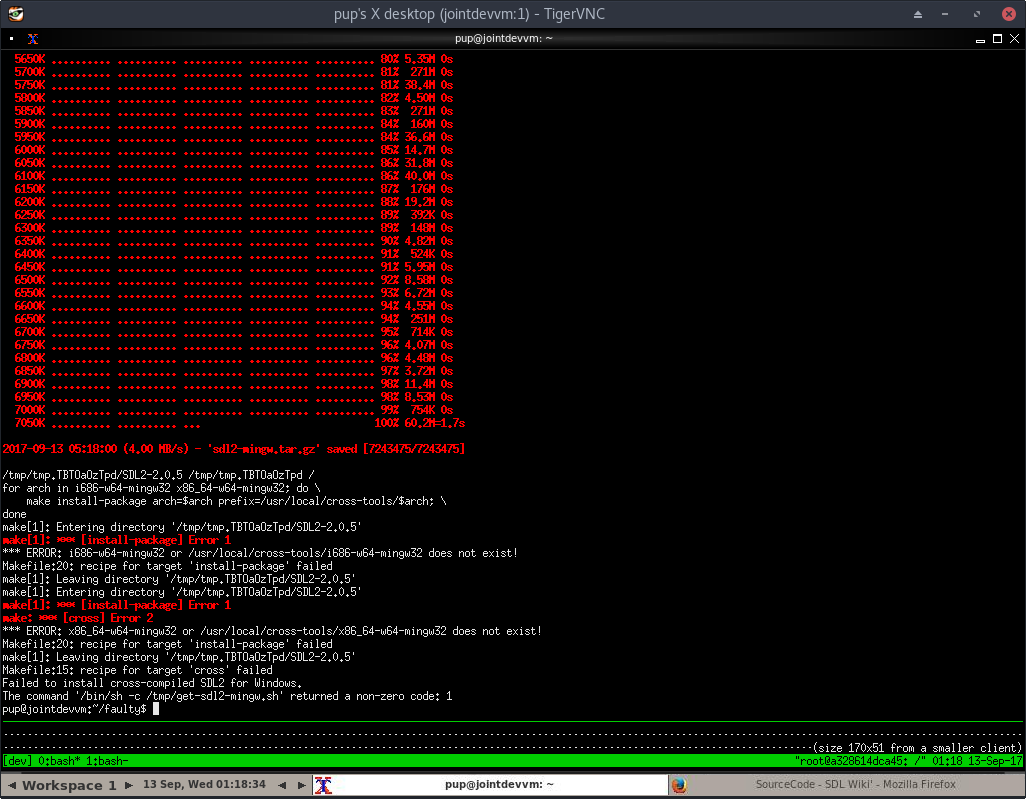 pup's X desktop (jointdevvm:1) - TigerVNC
pup@jointdevvm: ~
5650K .......... .......... .......... .......... .......... 80% 5.35M 0s
5700K .......... .......... .......... .......... .......... 81% 271M 0s
5750K .......... .......... .......... .......... .......... 81% 38.4M 0s
5800K .......... .......... .......... .......... .......... 82% 4.50M 0s
5850K .......... .......... .......... .......... .......... 83% 271M 0s
5900K .......... .......... .......... .......... .......... 84% 160M 0s
5950K .......... .......... .......... .......... .......... 84% 36.6M 0s
6000K .......... .......... .......... .......... .......... 85% 14.7M 0s
6050K .......... .......... .......... .......... .......... 86% 31.8M 0s
6100K .......... .......... .......... .......... .......... 86% 40.0M 0s
6150K .......... .......... .......... .......... .......... 87% 176M 0s
6200K .......... .......... .......... .......... .......... 88% 19.2M 0s
6250K .......... .......... .......... .......... .......... 89% 392K 0s
6300K .......... .......... .......... .......... .......... 89% 148M 0s
6350K .......... .......... .......... .......... .......... 90% 4.82M 0s
6400K .......... .......... .......... .......... .......... 91% 524K 0s
6450K .......... .......... .......... .......... .......... 91% 5.95M 0s
6500K .......... .......... .......... .......... .......... 92% 8.58M 0s
6550K .......... .......... .......... .......... .......... 93% 6.72M 0s
6600K .......... .......... .......... .......... .......... 94% 4.55M 0s
6650K .......... .......... .......... .......... .......... 94% 251M 0s
6700K .......... .......... .......... .......... .......... 95% 714K 0s
6750K .......... .......... .......... .......... .......... 96% 4.07M 0s
6800K .......... .......... .......... .......... .......... 96% 4.48M 0s
6850K .......... .......... .......... .......... .......... 97% 3.72M 0s
6900K .......... .......... .......... .......... .......... 98% 11.4M 0s
6950K .......... .......... .......... .......... .......... 98% 8.53M 0s
7000K .......... .......... .......... .......... .......... 99% 754K 0s
7050K .......... .......... ... 100% 60.2M=1.7s
2017-09-13 05:18:00 (4.00 MB/s) - 'sdl2-mingw.tar.gz' saved [7243475/7243475]
/tmp/tmp.TBTOaOzTpd/SDL2-2.0.5 /tmp/tmp.TBTOaOzTpd /
for arch in i686-w64-mingw32 x86_64-w64-mingw32; do \
make install-package arch=$arch prefix=/usr/local/cross-tools/$arch; \
done
make[1]: Entering directory '/tmp/tmp.TBTOaOzTpd/SDL2-2.0.5'
make[1]: *** [install-package] Error 1
*** ERROR: i686-w64-mingw32 or /usr/local/cross-tools/i686-w64-mingw32 does not exist!
Makefile:20: recipe for target 'install-package' failed
make[1]: Leaving directory '/tmp/tmp.TBTOaOzTpd/SDL2-2.0.5'
make[1]: Entering directory '/tmp/tmp.TBTOaOzTpd/SDL2-2.0.5'
make[1]: *** [install-package] Error 1
make: *** [cross] Error 2
*** ERROR: x86_64-w64-mingw32 or /usr/local/cross-tools/x86_64-w64-mingw32 does not exist!
Makefile:20: recipe for target 'install-package' failed
make[1]: Leaving directory '/tmp/tmp.TBTOaOzTpd/SDL2-2.0.5'
Makefile:15: recipe for target 'cross' failed
Failed to install cross-compiled SDL2 for Windows.
The command '/bin/sh -c /tmp/get-sdl2-mingw.sh' returned a non-zero code: 1
pup@jointdevvm:~/faulty$
(size 170x51 from a smaller client)
[dev] 0:bash* 1:bash- "root@a328614dca45: /" 01:18 13-Sep-17
Workspace 1 13 Sep, Wed 01:18:34 pup@jointdevvm: ~ SourceCode - SDL Wiki' - Mozilla Firefox